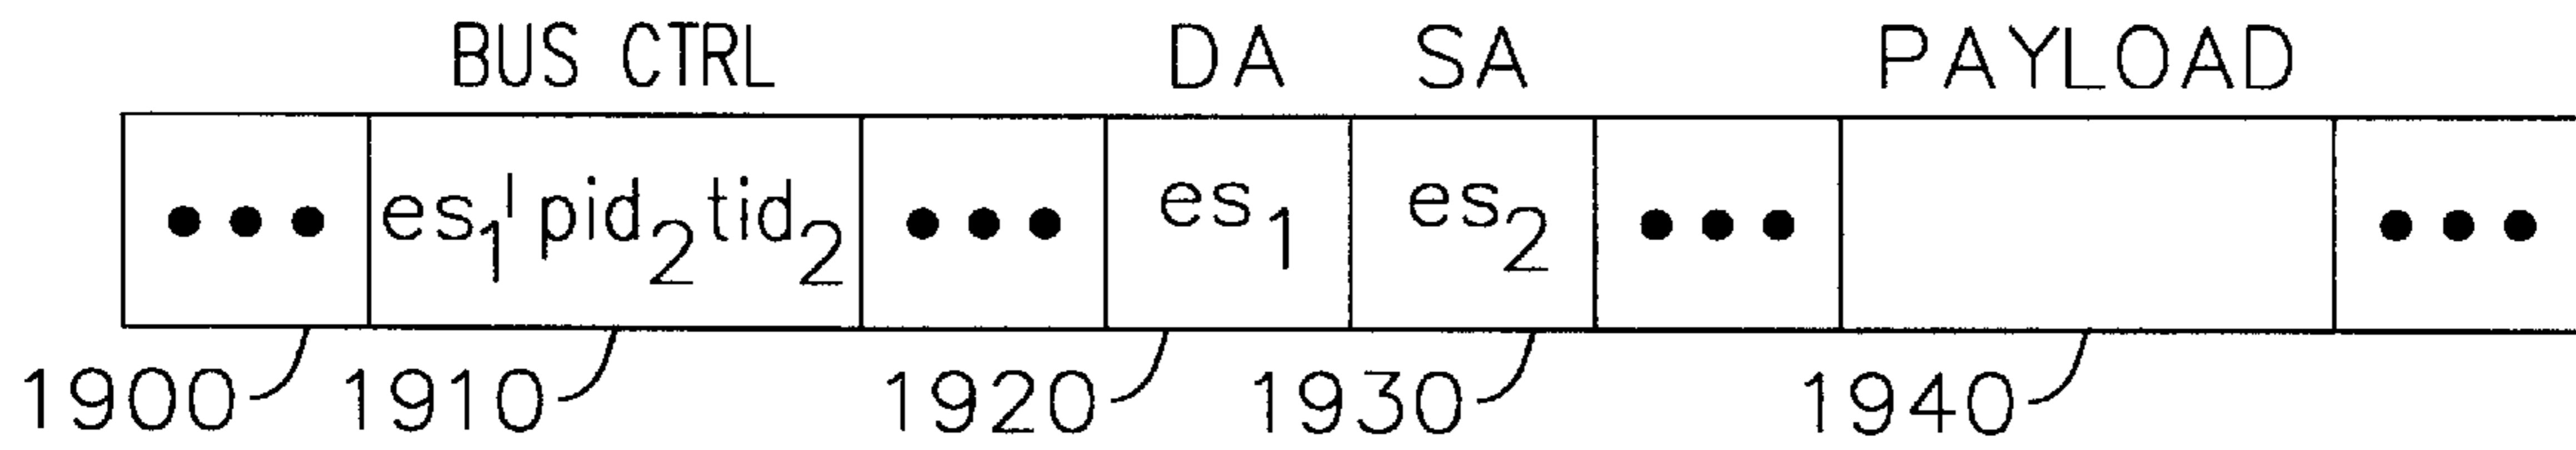 BUS CTRL DA SA PAYLOAD
••• es₁' pid₂ tid₂ ••• es₁ es₂ ••• •••
1900 1910 1920 1930 1940